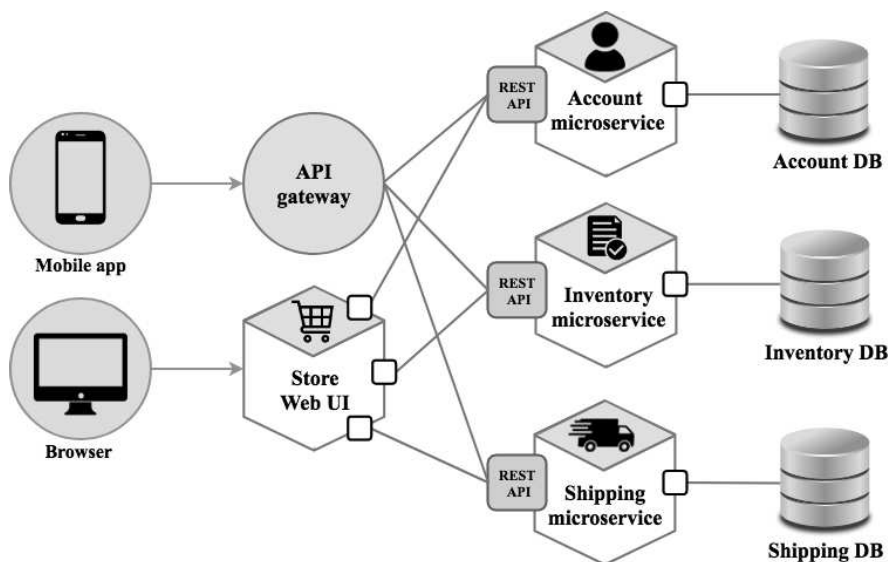 REST
API
Account
microservice
Account DB
API
gateway
Mobile app
REST
API
Inventory
microservice
Inventory DB
Store
Web UI
Browser
REST
API
Shipping
microservice
Shipping DB